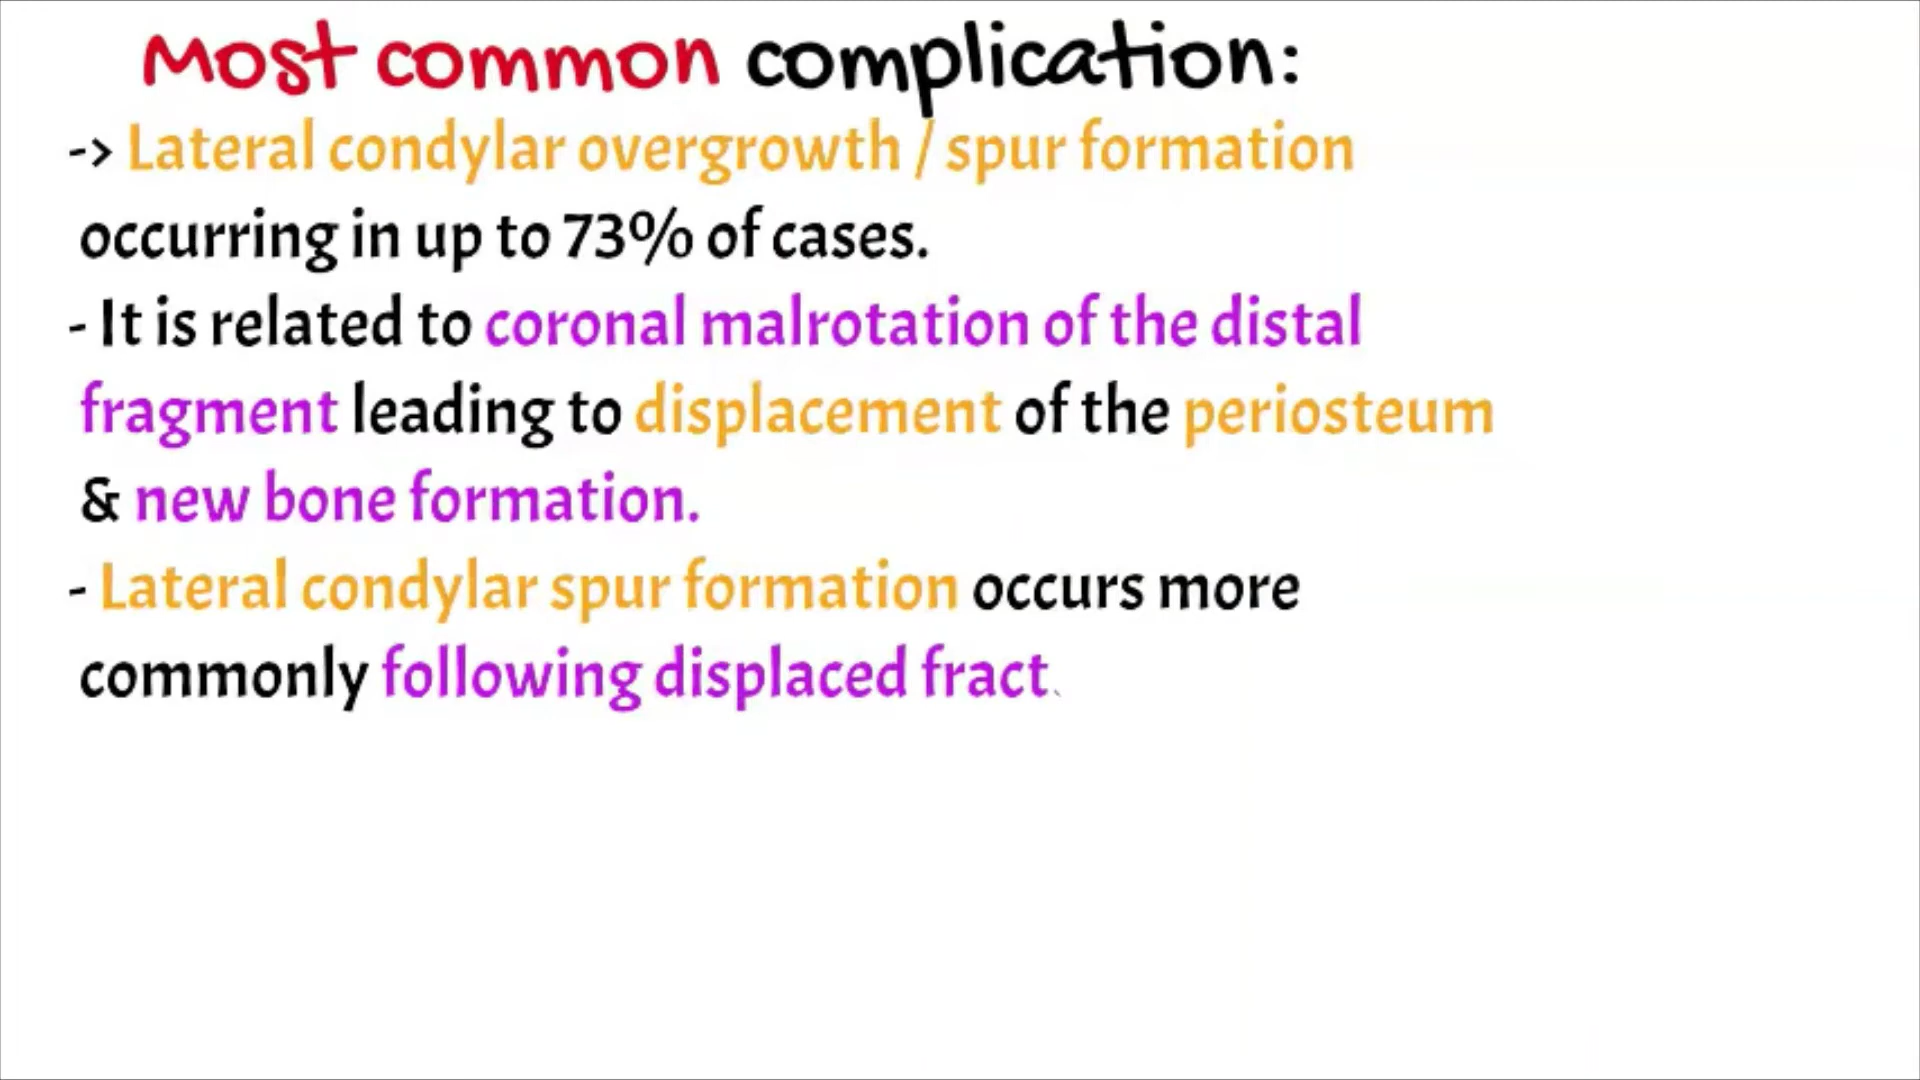 Most common complication:
-> Lateral condylar overgrowth / spur formation
occurring in up to 73% of cases.
- It is related to coronal malrotation of the distal
fragment leading to displacement of the periosteum
& new bone formation.
- Lateral condylar spur formation occurs more
commonly following displaced fract